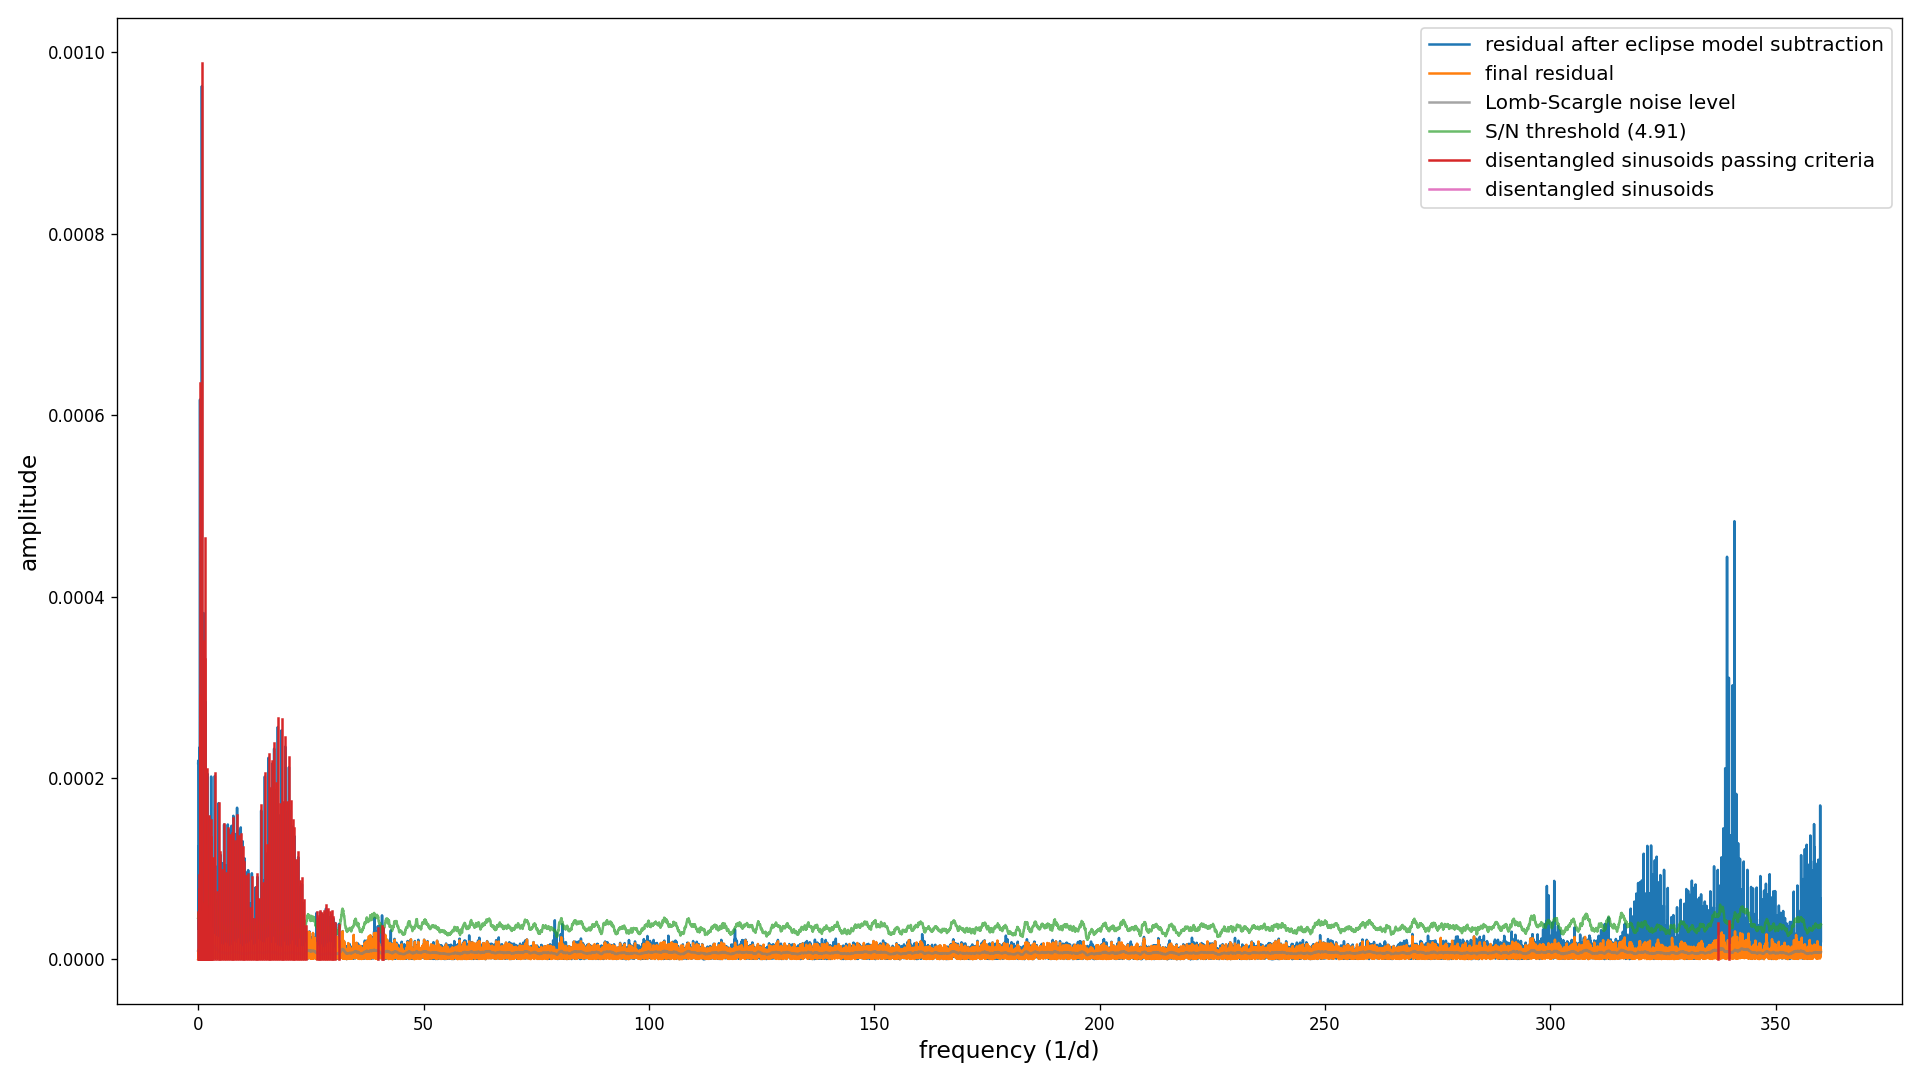 residual after eclipse model subtraction
final residual
Lomb-Scargle noise level
S/N threshold (4.91)
disentangled sinusoids passing criteria
disentangled sinusoids
0.0010
0.0008
0.0006
0.0004
0.0002
0.0000
amplitude
0 50 100 150 200 250 300 350
frequency (1/d)